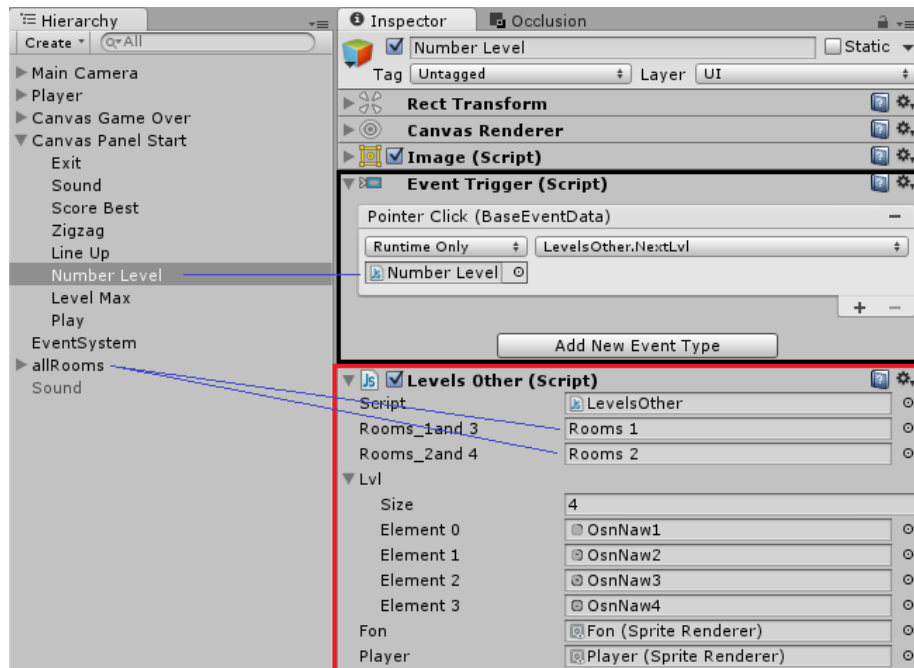 Hierarchy
Create
All
Main Camera
Player
Canvas Game Over
Canvas Panel Start
Exit
Sound
Score Best
Zigzag
Line Up
Number Level
Level Max
Play
EventSystem
allRooms
Sound
Inspector Occlusion
Number Level Static
Tag Untagged Layer UI
Rect Transform
Canvas Renderer
Image (Script)
Event Trigger (Script)
Pointer Click (BaseEventData)
Runtime Only LevelsOther.NextLvl
Number Level
Add New Event Type
Js Levels Other (Script)
Script LevelsOther
Rooms_1and 3 Rooms 1
Rooms_2and 4 Rooms 2
Lvl
Size 4
Element 0 OsnNaw1
Element 1 OsnNaw2
Element 2 OsnNaw3
Element 3 OsnNaw4
Fon Fon (Sprite Renderer)
Player Player (Sprite Renderer)